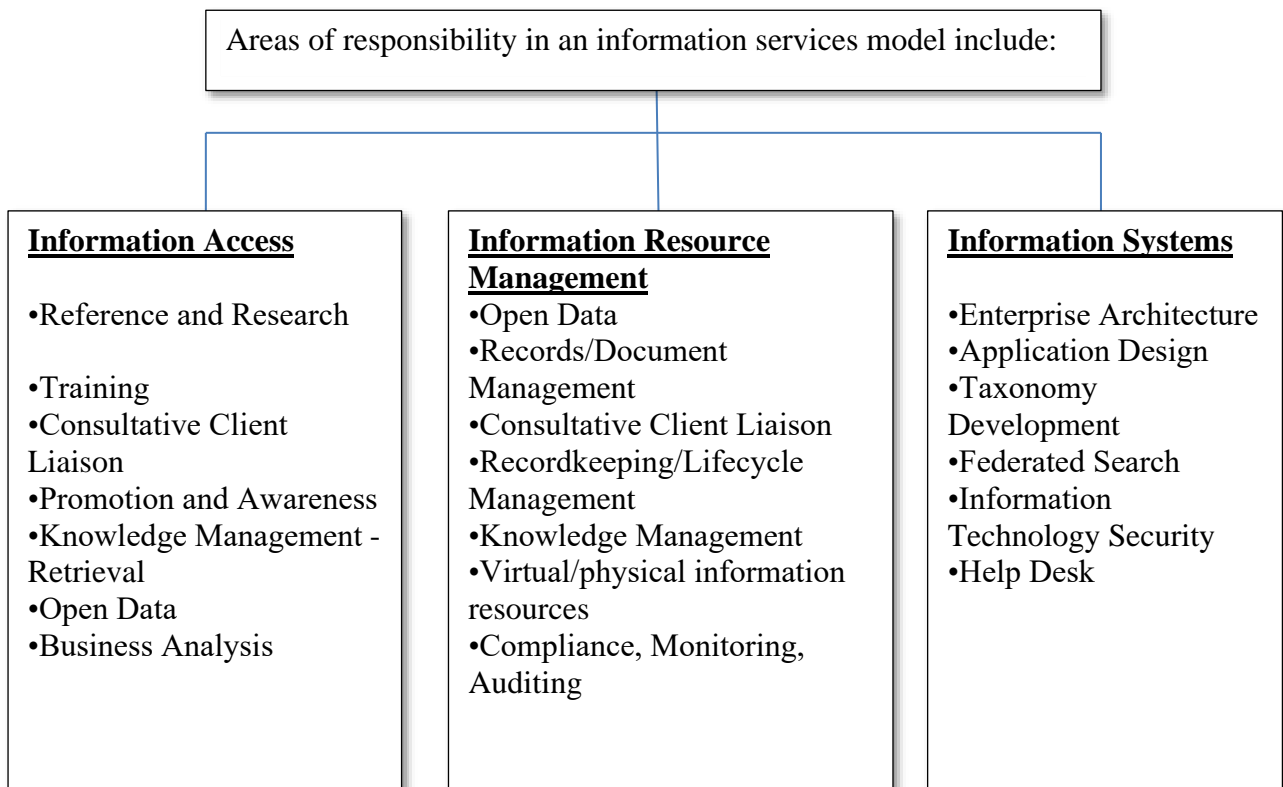 Areas of responsibility in an information services model include:
Information Access
•Reference and Research
•Training
•Consultative Client
Liaison
•Promotion and Awareness
•Knowledge Management -
Retrieval
•Open Data
•Business Analysis
Information Resource
Management
•Open Data
•Records/Document
Management
•Consultative Client Liaison
•Recordkeeping/Lifecycle
Management
•Knowledge Management
•Virtual/physical information
resources
•Compliance, Monitoring,
Auditing
Information Systems
•Enterprise Architecture
•Application Design
•Taxonomy
Development
•Federated Search
•Information
Technology Security
•Help Desk